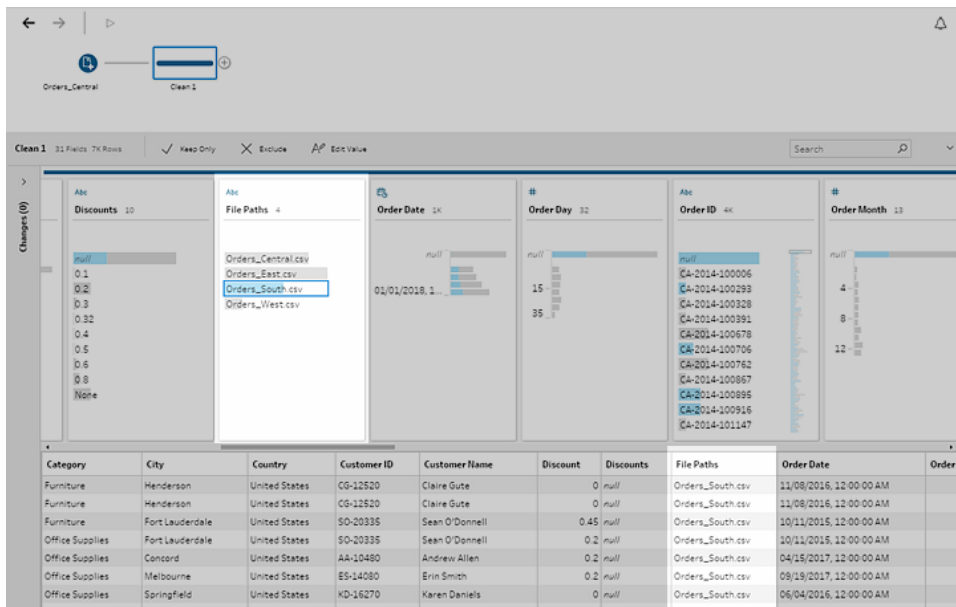 Orders_Central
Clean 1
Clean 1 31 Fields 7K Rows Keep Only Exclude Edit Value Search
Changes (0)
Abc
Discounts 10
null
0.1
0.2
0.3
0.32
0.4
0.5
0.6
0.8
None
Abc
File Paths 4
Orders_Central.csv
Orders_East.csv
Orders_South.csv
Orders_West.csv
Order Date 1K
null
01/01/2018, 1...
#
Order Day 32
null
15
35
Abc
Order ID 4K
null
CA-2014-100006
CA-2014-100293
CA-2014-100328
CA-2014-100391
CA-2014-100678
CA-2014-100706
CA-2014-100762
CA-2014-100867
CA-2014-100895
CA-2014-100916
CA-2014-101147
#
Order Month 13
null
4
8
12
Category City Country Customer ID Customer Name Discount Discounts File Paths Order Date Order
Furniture Henderson United States CG-12520 Claire Gute 0 null Orders_South.csv 11/08/2016, 12:00:00 AM
Furniture Henderson United States CG-12520 Claire Gute 0 null Orders_South.csv 11/08/2016, 12:00:00 AM
Furniture Fort Lauderdale United States SO-20335 Sean O'Donnell 0.45 null Orders_South.csv 10/11/2015, 12:00:00 AM
Office Supplies Fort Lauderdale United States SO-20335 Sean O'Donnell 0.2 null Orders_South.csv 10/11/2015, 12:00:00 AM
Office Supplies Concord United States AA-10480 Andrew Allen 0.2 null Orders_South.csv 04/15/2017, 12:00:00 AM
Office Supplies Melbourne United States ES-14080 Erin Smith 0.2 null Orders_South.csv 09/19/2017, 12:00:00 AM
Office Supplies Springfield United States KD-16270 Karen Daniels 0 null Orders_South.csv 06/04/2016, 12:00:00 AM